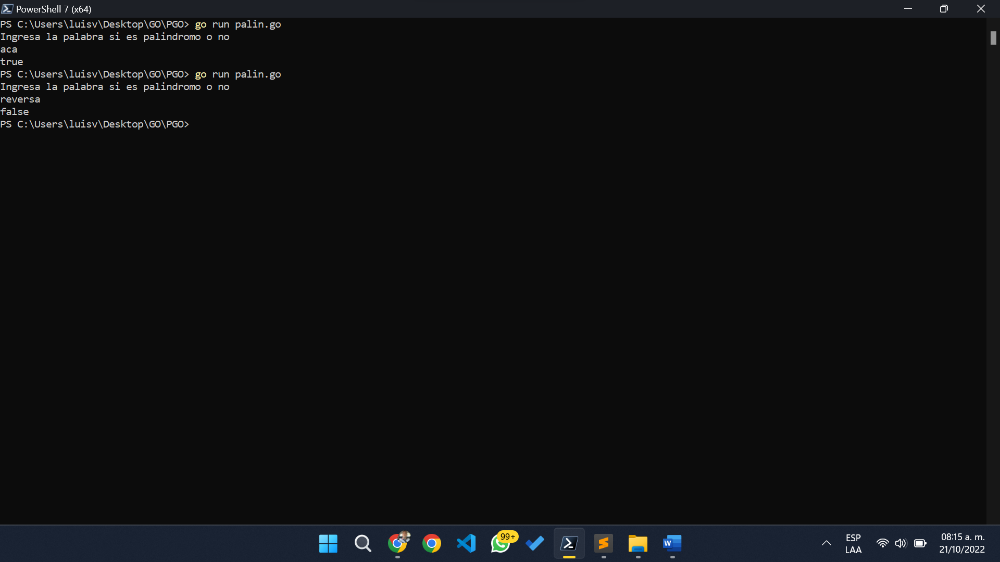 PowerShell 7 (x64)
PS C:\Users\luisv\Desktop\GO\PGO> go run palin.go
Ingresa la palabra si es palindromo o no
aca
true
PS C:\Users\luisv\Desktop\GO\PGO> go run palin.go
Ingresa la palabra si es palindromo o no
reversa
false
PS C:\Users\luisv\Desktop\GO\PGO>
99+
ESP
LAA
08:15 a. m.
21/10/2022